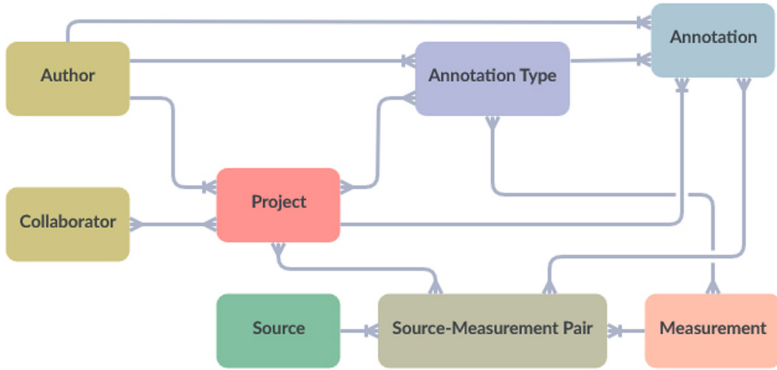 Annotation
Author
Annotation Type
Project
Collaborator
Source
Source-Measurement Pair
Measurement